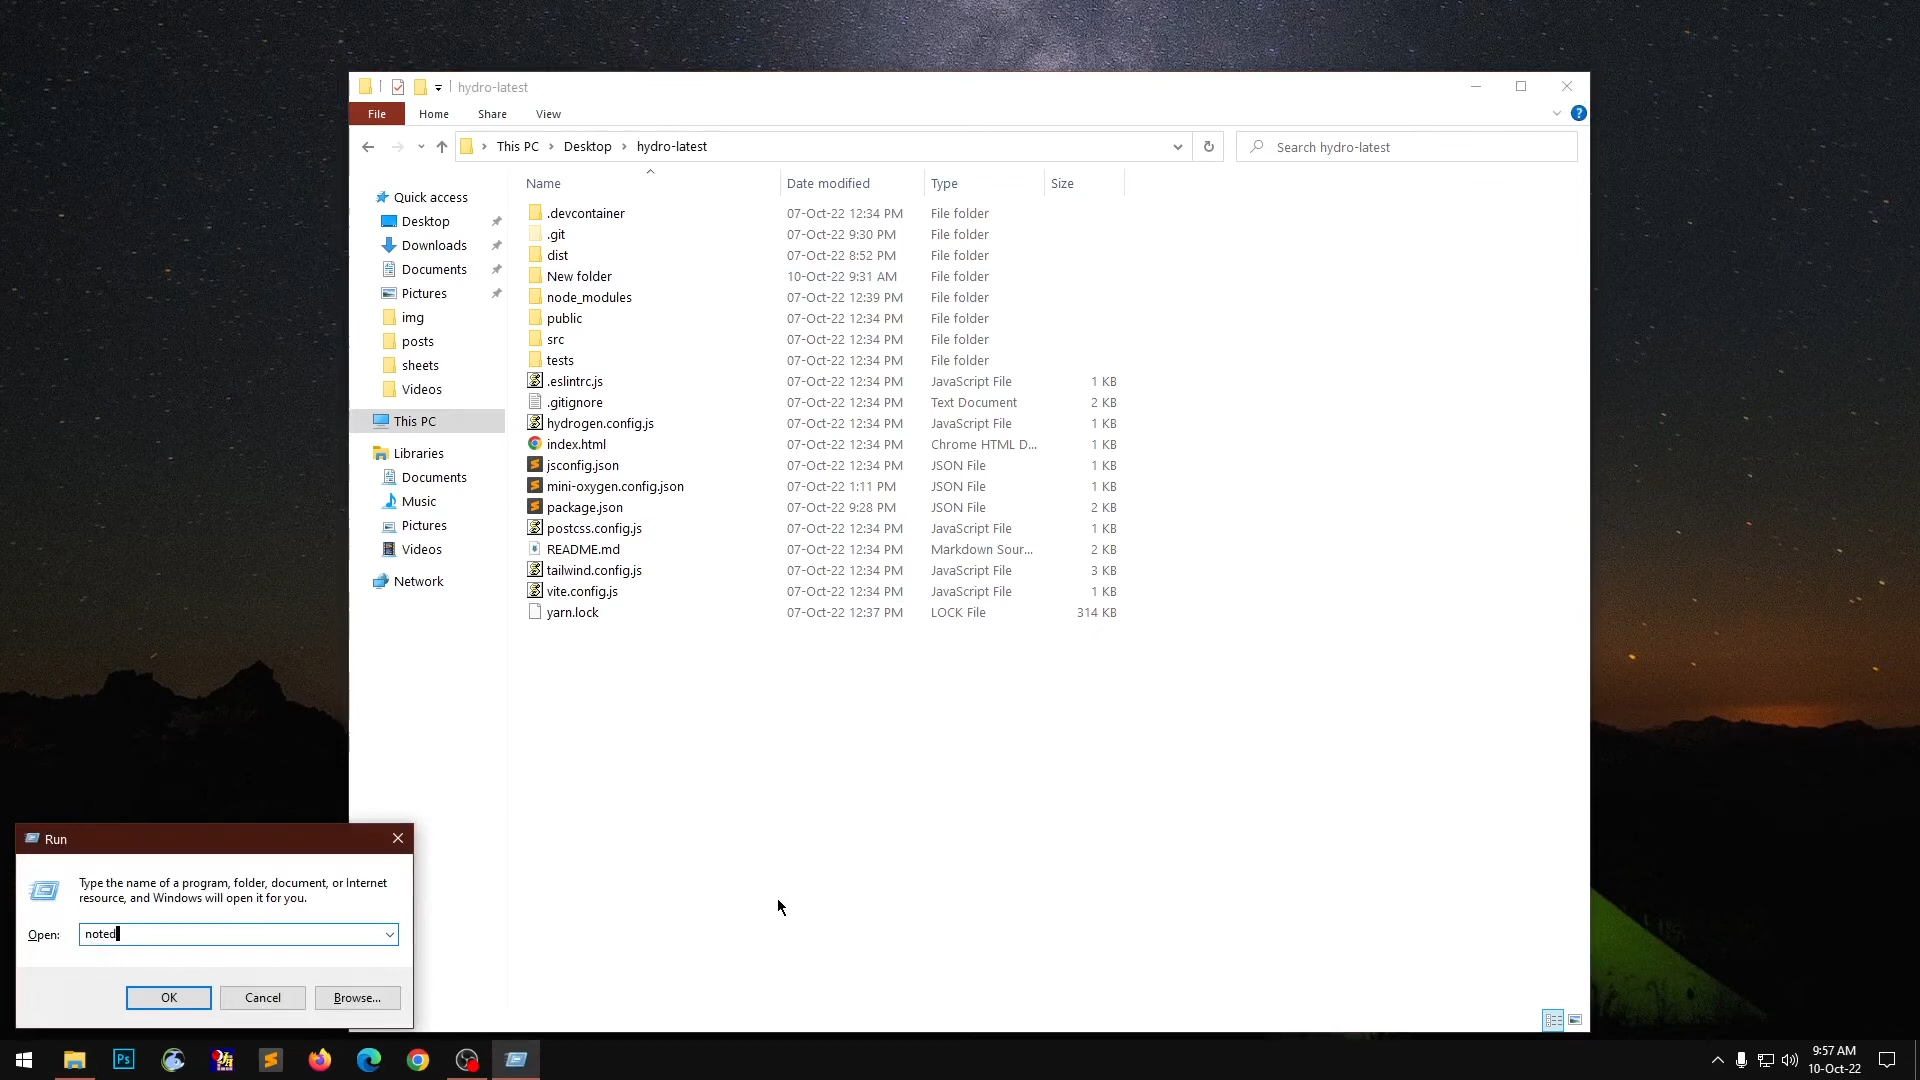 hydro-latest
File Home Share View
This PC Desktop hydro-latest
Search hydro-latest
Name Date modified Type Size
Quick access
Desktop
Downloads
Documents
Pictures
img
posts
sheets
Videos
This PC
Libraries
Documents
Music
Pictures
Videos
Network
.devcontainer 07-Oct-22 12:34 PM File folder
.git 07-Oct-22 9:30 PM File folder
dist 07-Oct-22 8:52 PM File folder
New folder 10-Oct-22 9:31 AM File folder
node_modules 07-Oct-22 12:39 PM File folder
public 07-Oct-22 12:34 PM File folder
src 07-Oct-22 12:34 PM File folder
tests 07-Oct-22 12:34 PM File folder
.eslintrc.js 07-Oct-22 12:34 PM JavaScript File 1 KB
.gitignore 07-Oct-22 12:34 PM Text Document 2 KB
hydrogen.config.js 07-Oct-22 12:34 PM JavaScript File 1 KB
index.html 07-Oct-22 12:34 PM Chrome HTML D... 1 KB
jsconfig.json 07-Oct-22 12:34 PM JSON File 1 KB
mini-oxygen.config.json 07-Oct-22 1:11 PM JSON File 1 KB
package.json 07-Oct-22 9:28 PM JSON File 2 KB
postcss.config.js 07-Oct-22 12:34 PM JavaScript File 1 KB
README.md 07-Oct-22 12:34 PM Markdown Sour... 2 KB
tailwind.config.js 07-Oct-22 12:34 PM JavaScript File 3 KB
vite.config.js 07-Oct-22 12:34 PM JavaScript File 1 KB
yarn.lock 07-Oct-22 12:37 PM LOCK File 314 KB
Run
Type the name of a program, folder, document, or Internet
resource, and Windows will open it for you.
Open: noted
OK Cancel Browse...
Ps
9:57 AM
10-Oct-22